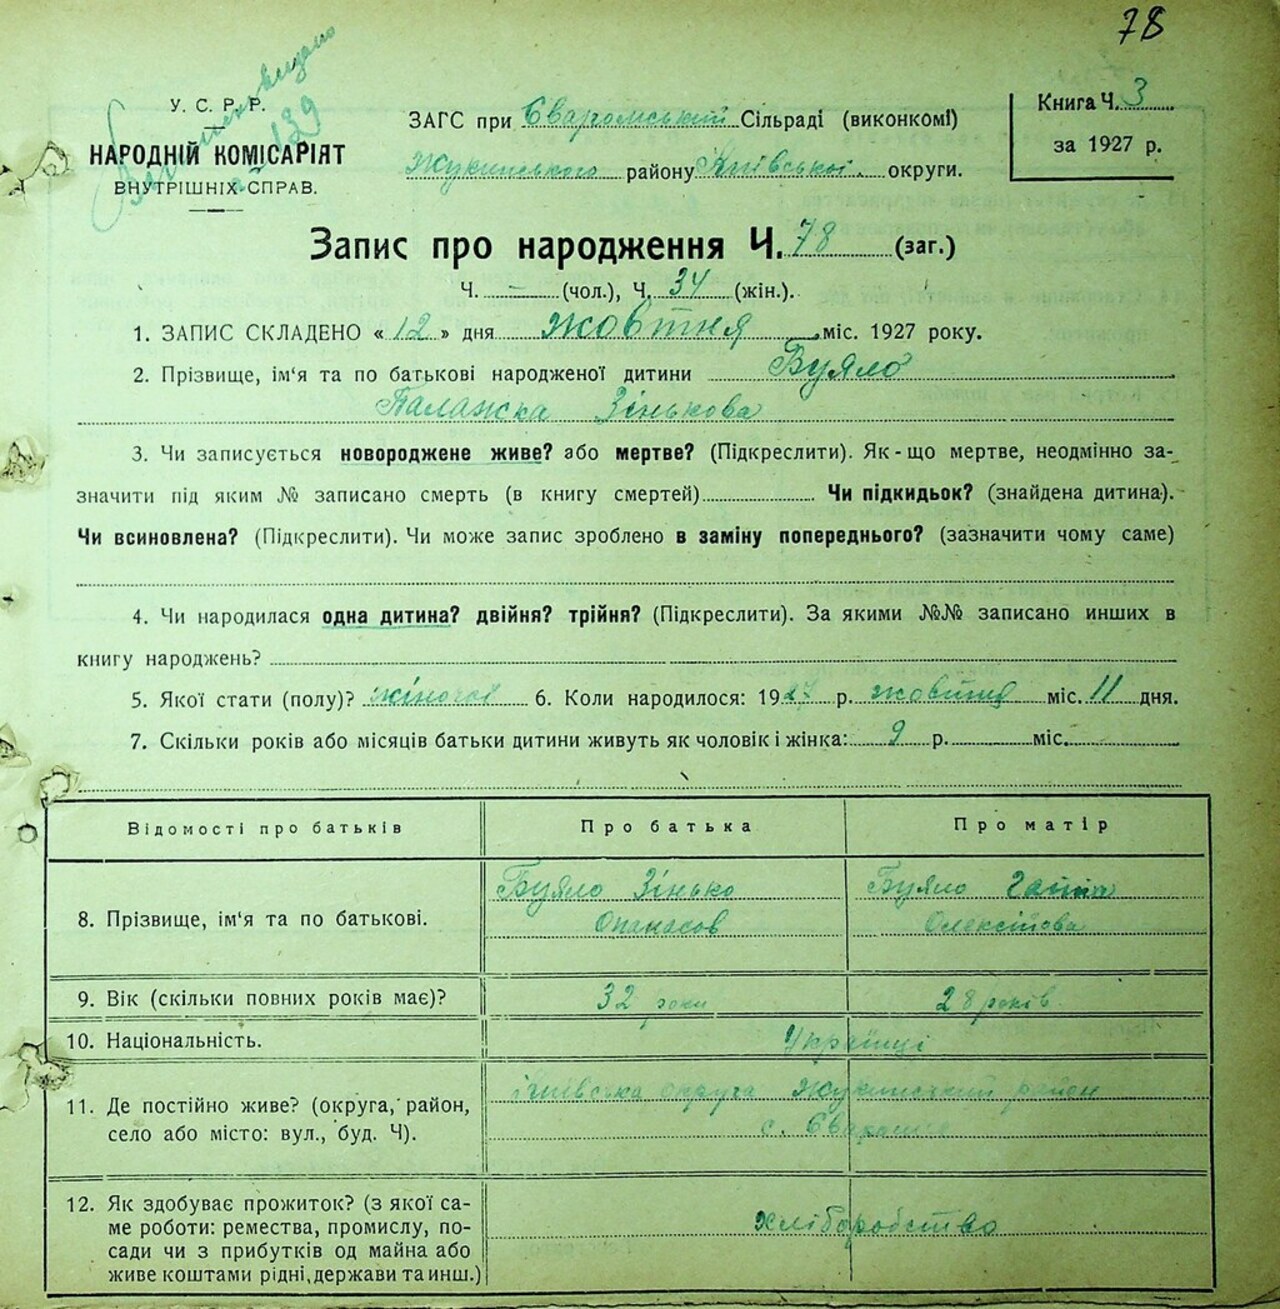 78
У. С. Р. Р.
НАРОДНІЙ КОМІСАРІЯТ
ВНУТРІШНІХ СПРАВ.
139
ЗАГС при Єваромський Сільраді (виконкомі)
Жукинського району Київської округи.
Книга Ч. 3
за 1927 р.
Запис про народження Ч. 78 (заг.)
Ч. – (чол.), Ч. 34 (жін.).
1. ЗАПИС СКЛАДЕНО « 12 » дня жовтня міс. 1927 року.
2. Прізвище, ім'я та по батькові народженої дитини Буяло
Палажка Зінькова
3. Чи записується новороджене живе? або мертве? (Підкреслити). Як-що мертве, неодмінно за-
значити під яким № записано смерть (в книгу смертей) Чи підкидьок? (знайдена дитина).
Чи всиновлена? (Підкреслити). Чи може запис зроблено в заміну попереднього? (зазначити чому саме)
4. Чи народилася одна дитина? двійня? трійня? (Підкреслити). За якими №№ записано инших в
книгу народжень?
5. Якої стати (полу)? жіночої 6. Коли народилося: 1927 р. жовтня міс. 11 дня.
7. Скільки років або місяців батьки дитини живуть як чоловік і жінка: 9 р. міс.
Відомості про батьків
Про батька
Про матір
8. Прізвище, ім'я та по батькові.
Буяло Зінько
Опанасов
Буяло Ганна
Олексійова
9. Вік (скільки повних років має)?
32 роки
28 років
10. Національність.
Українці
11. Де постійно живе? (округа, район,
село або місто: вул., буд. Ч).
Київська округа Жукинський район
с.
12. Як здобуває прожиток? (з якої са-
ме роботи: ремества, промислу, по-
сади чи з прибутків од майна або
живе коштами рідні, держави та инш.)
хліборобство